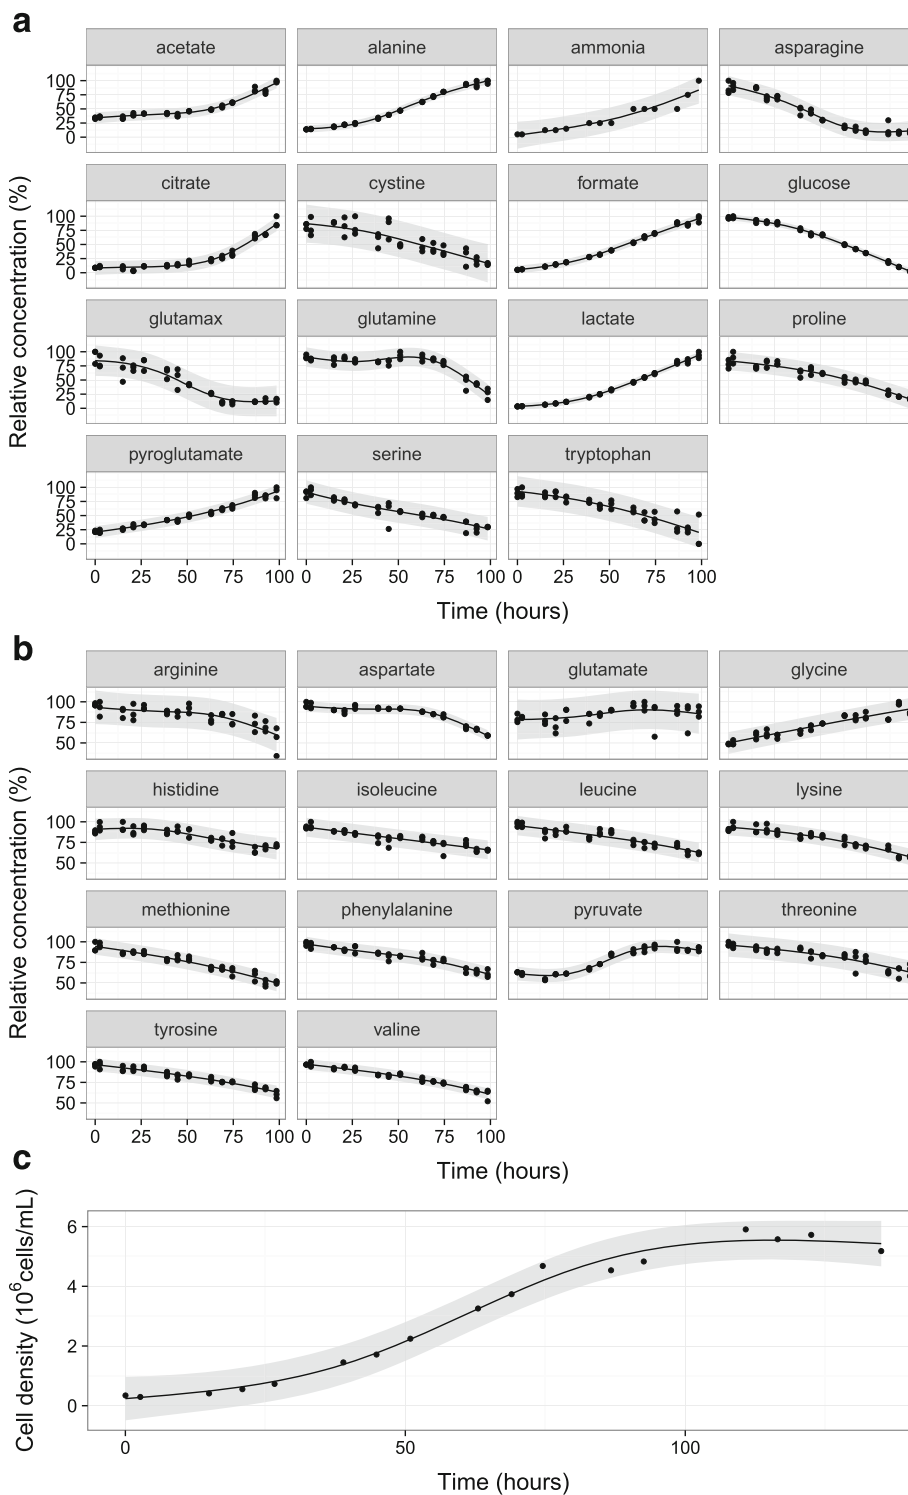 a
acetate alanine ammonia asparagine
100
75
50
25
0
citrate cystine formate glucose
100
75
50
25
0
glutamax glutamine lactate proline
100
75
50
25
0
pyroglutamate serine tryptophan
100
75
50
25
0
0 25 50 75 100 0 25 50 75 100 0 25 50 75 100
Relative concentration (%)
Time (hours)
b
arginine aspartate glutamate glycine
100
75
50
histidine isoleucine leucine lysine
100
75
50
methionine phenylalanine pyruvate threonine
100
75
50
tyrosine valine
100
75
50
0 25 50 75 100 0 25 50 75 100
Relative concentration (%)
Time (hours)
c
6
4
2
0
0 50 100
Cell density (10⁶cells/mL)
Time (hours)